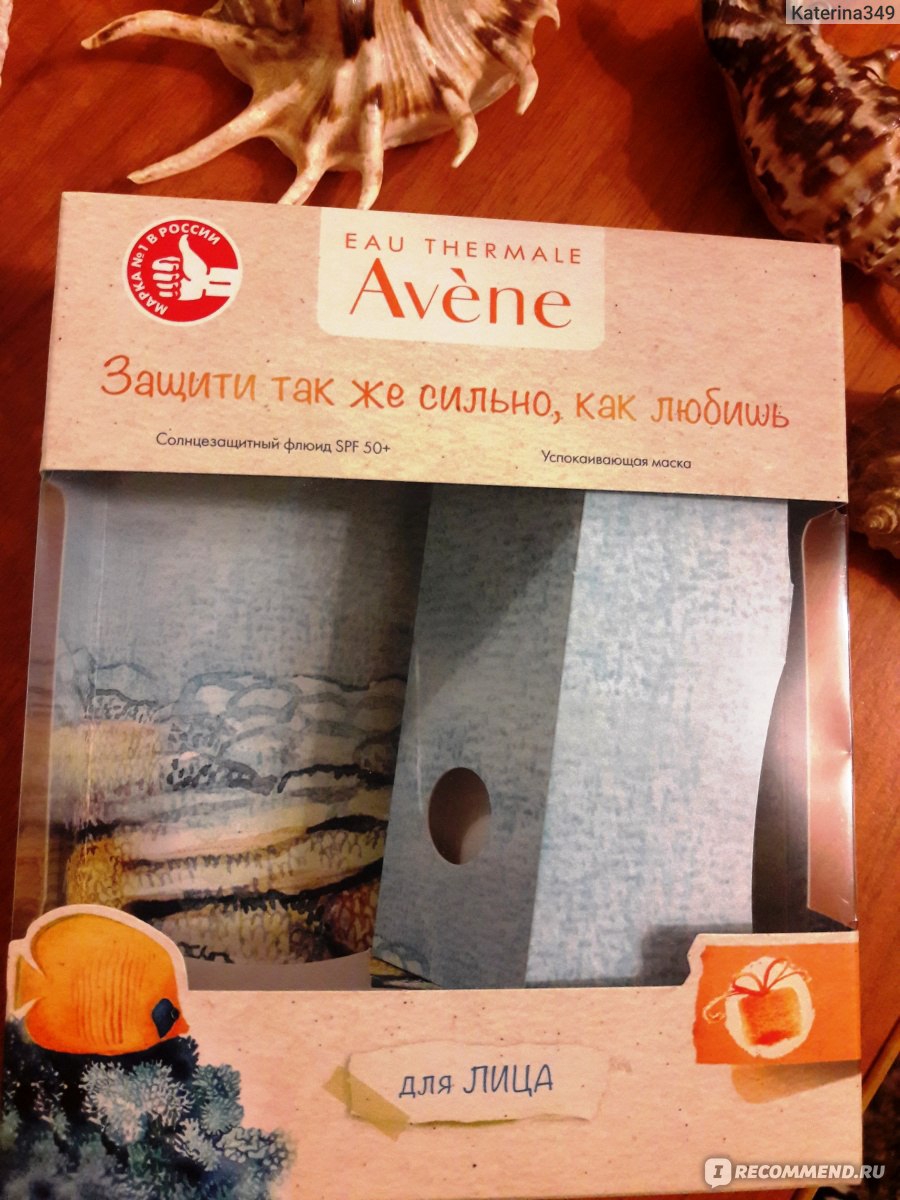 Katerina349
МАРКА №1 В РОССИИ
EAU THERMALE
Avène
Защити так же сильно, как любишь
Солнцезащитный флюид SPF 50+
Успокаивающая маска
для ЛИЦА
I RECOMMEND.RU